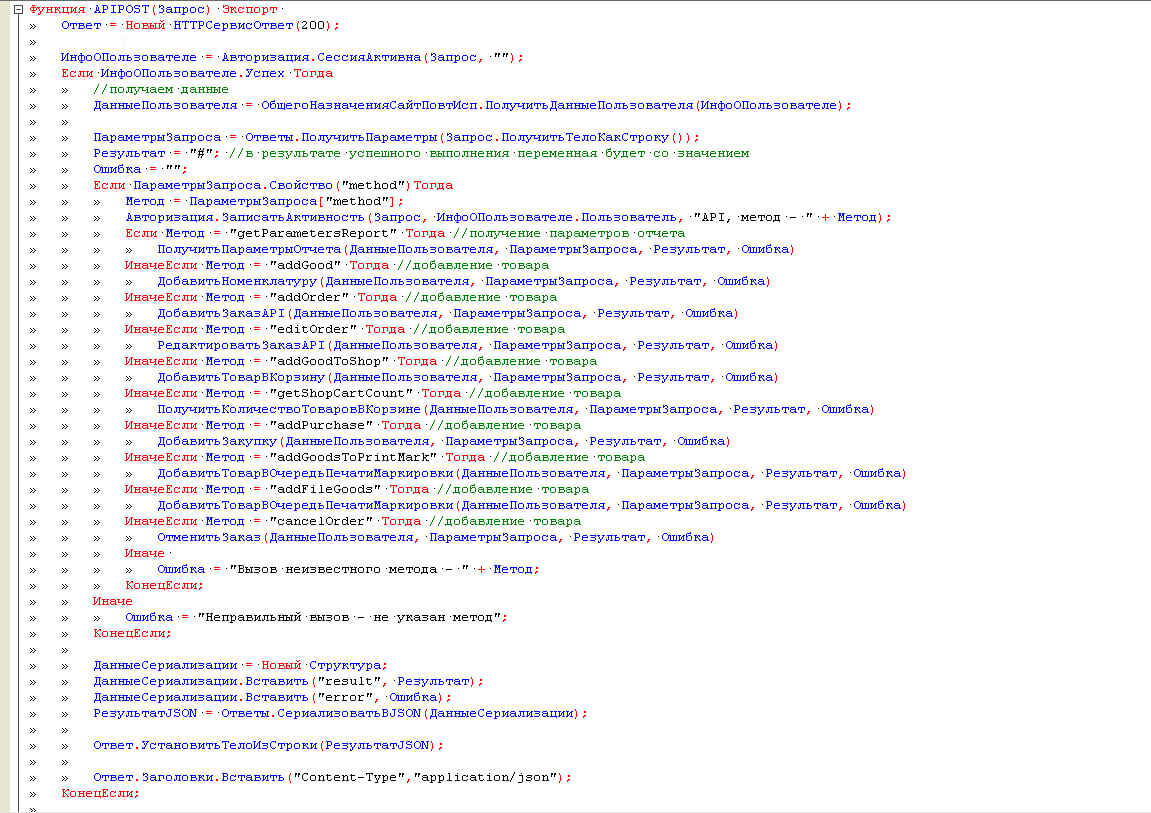 Функция APIPOST(Запрос) Экспорт
Ответ = Новый HTTPСервисОтвет(200);
ИнфоОПользователе = Авторизация.СессияАктивна(Запрос, "");
Если ИнфоОПользователе.Успех Тогда
//получаем данные
ДанныеПользователя = ОбщегоНазначенияСайтПовтИсп.ПолучитьДанныеПользователя(ИнфоОПользователе);
ПараметрыЗапроса = Ответы.ПолучитьПараметры(Запрос.ПолучитьТелоКакСтроку());
Результат = "#"; //в результате успешного выполнения переменная будет со значением
Ошибка = "";
Если ПараметрыЗапроса.Свойство("method")Тогда
Метод = ПараметрыЗапроса["method"];
Авторизация.ЗаписатьАктивность(Запрос, ИнфоОПользователе.Пользователь, "API, метод - " + Метод);
Если Метод = "getParametersReport" Тогда //получение параметров отчета
ПолучитьПараметрыОтчета(ДанныеПользователя, ПараметрыЗапроса, Результат, Ошибка)
ИначеЕсли Метод = "addGood" Тогда //добавление товара
ДобавитьНоменклатуру(ДанныеПользователя, ПараметрыЗапроса, Результат, Ошибка)
ИначеЕсли Метод = "addOrder" Тогда //добавление товара
ДобавитьЗаказAPI(ДанныеПользователя, ПараметрыЗапроса, Результат, Ошибка)
ИначеЕсли Метод = "editOrder" Тогда //добавление товара
РедактироватьЗаказAPI(ДанныеПользователя, ПараметрыЗапроса, Результат, Ошибка)
ИначеЕсли Метод = "addGoodToShop" Тогда //добавление товара
ДобавитьТоварВКорзину(ДанныеПользователя, ПараметрыЗапроса, Результат, Ошибка)
ИначеЕсли Метод = "getShopCartCount" Тогда //добавление товара
ПолучитьКоличествоТоваровВКорзине(ДанныеПользователя, ПараметрыЗапроса, Результат, Ошибка)
ИначеЕсли Метод = "addPurchase" Тогда //добавление товара
ДобавитьЗакупку(ДанныеПользователя, ПараметрыЗапроса, Результат, Ошибка)
ИначеЕсли Метод = "addGoodsToPrintMark" Тогда //добавление товара
ДобавитьТоварВОчередьПечатиМаркировки(ДанныеПользователя, ПараметрыЗапроса, Результат, Ошибка)
ИначеЕсли Метод = "addFileGoods" Тогда //добавление товара
ДобавитьТоварВОчередьПечатиМаркировки(ДанныеПользователя, ПараметрыЗапроса, Результат, Ошибка)
ИначеЕсли Метод = "cancelOrder" Тогда //добавление товара
ОтменитьЗаказ(ДанныеПользователя, ПараметрыЗапроса, Результат, Ошибка)
Иначе
Ошибка = "Вызов неизвестного метода - " + Метод;
КонецЕсли;
Иначе
Ошибка = "Неправильный вызов - не указан метод";
КонецЕсли;
ДанныеСериализации = Новый Структура;
ДанныеСериализации.Вставить("result", Результат);
ДанныеСериализации.Вставить("error", Ошибка);
РезультатJSON = Ответы.СериализоватьВJSON(ДанныеСериализации);
Ответ.УстановитьТелоИзСтроки(РезультатJSON);
Ответ.Заголовки.Вставить("Content-Type","application/json");
КонецЕсли;